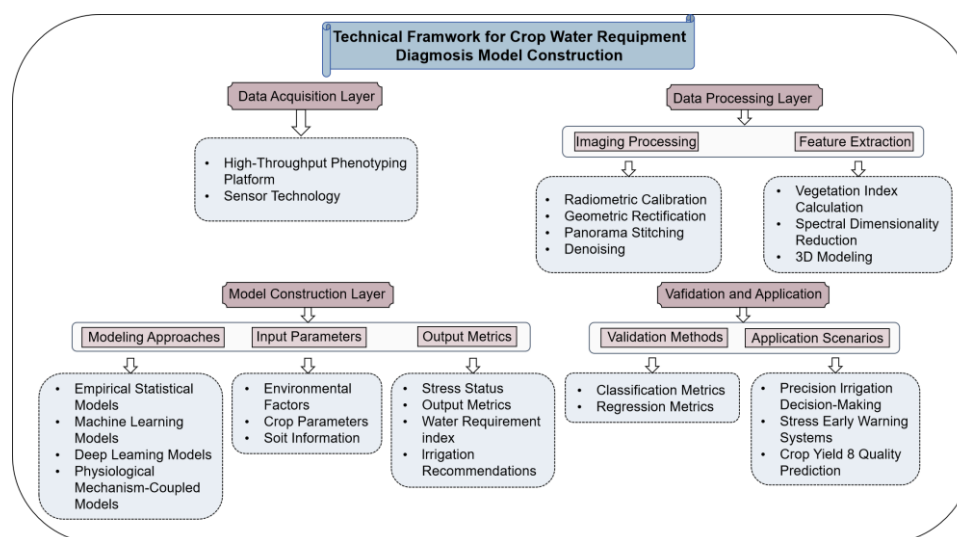 Technical Framwork for Crop Water Requipment
Diagnosis Model Construction
Data Acquisition Layer
High-Throughput Phenotyping
Platform
Sensor Technology
Data Processing Layer
Imaging Processing
Feature Extraction
Radiometric Calibration
Geometric Rectification
Panorama Stitching
Denoising
Vegetation Index
Calculation
Spectral Dimensionality
Reduction
3D Modeling
Model Construction Layer
Modeling Approaches
Input Parameters
Output Metrics
Empirical Statistical
Models
Machine Learning
Models
Deep Learning Models
Physiological
Mechanism-Coupled
Models
Environmental
Factors
Crop Parameters
Soit Information
Stress Status
Output Metrics
Water Requirement
index
Irrigation
Recommendations
Vafidation and Application
Validation Methods
Application Scenarios
Classification Metrics
Regression Metrics
Precision Irrigation
Decision-Making
Stress Early Warning
Systems
Crop Yield 8 Quality
Prediction